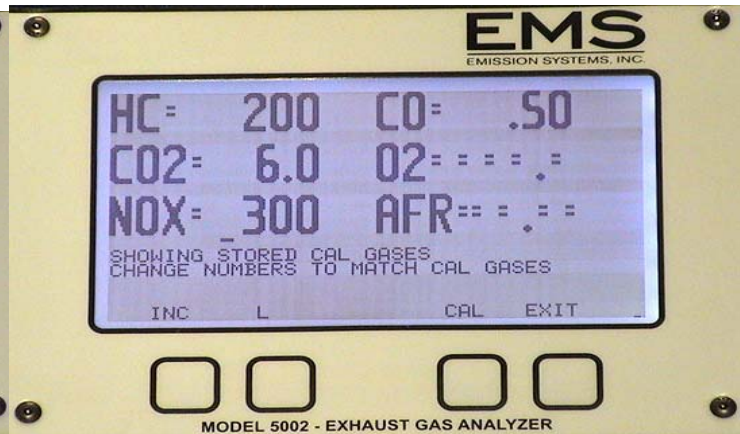 EMS
EMISSION SYSTEMS, INC.
HC= 200 CO= .50
CO2= 6.0 O2= = = = . =
NOX= _300 AFR== = . = =
SHOWING STORED CAL GASES
CHANGE NUMBERS TO MATCH CAL GASES
INC L CAL EXIT _
MODEL 5002 - EXHAUST GAS ANALYZER